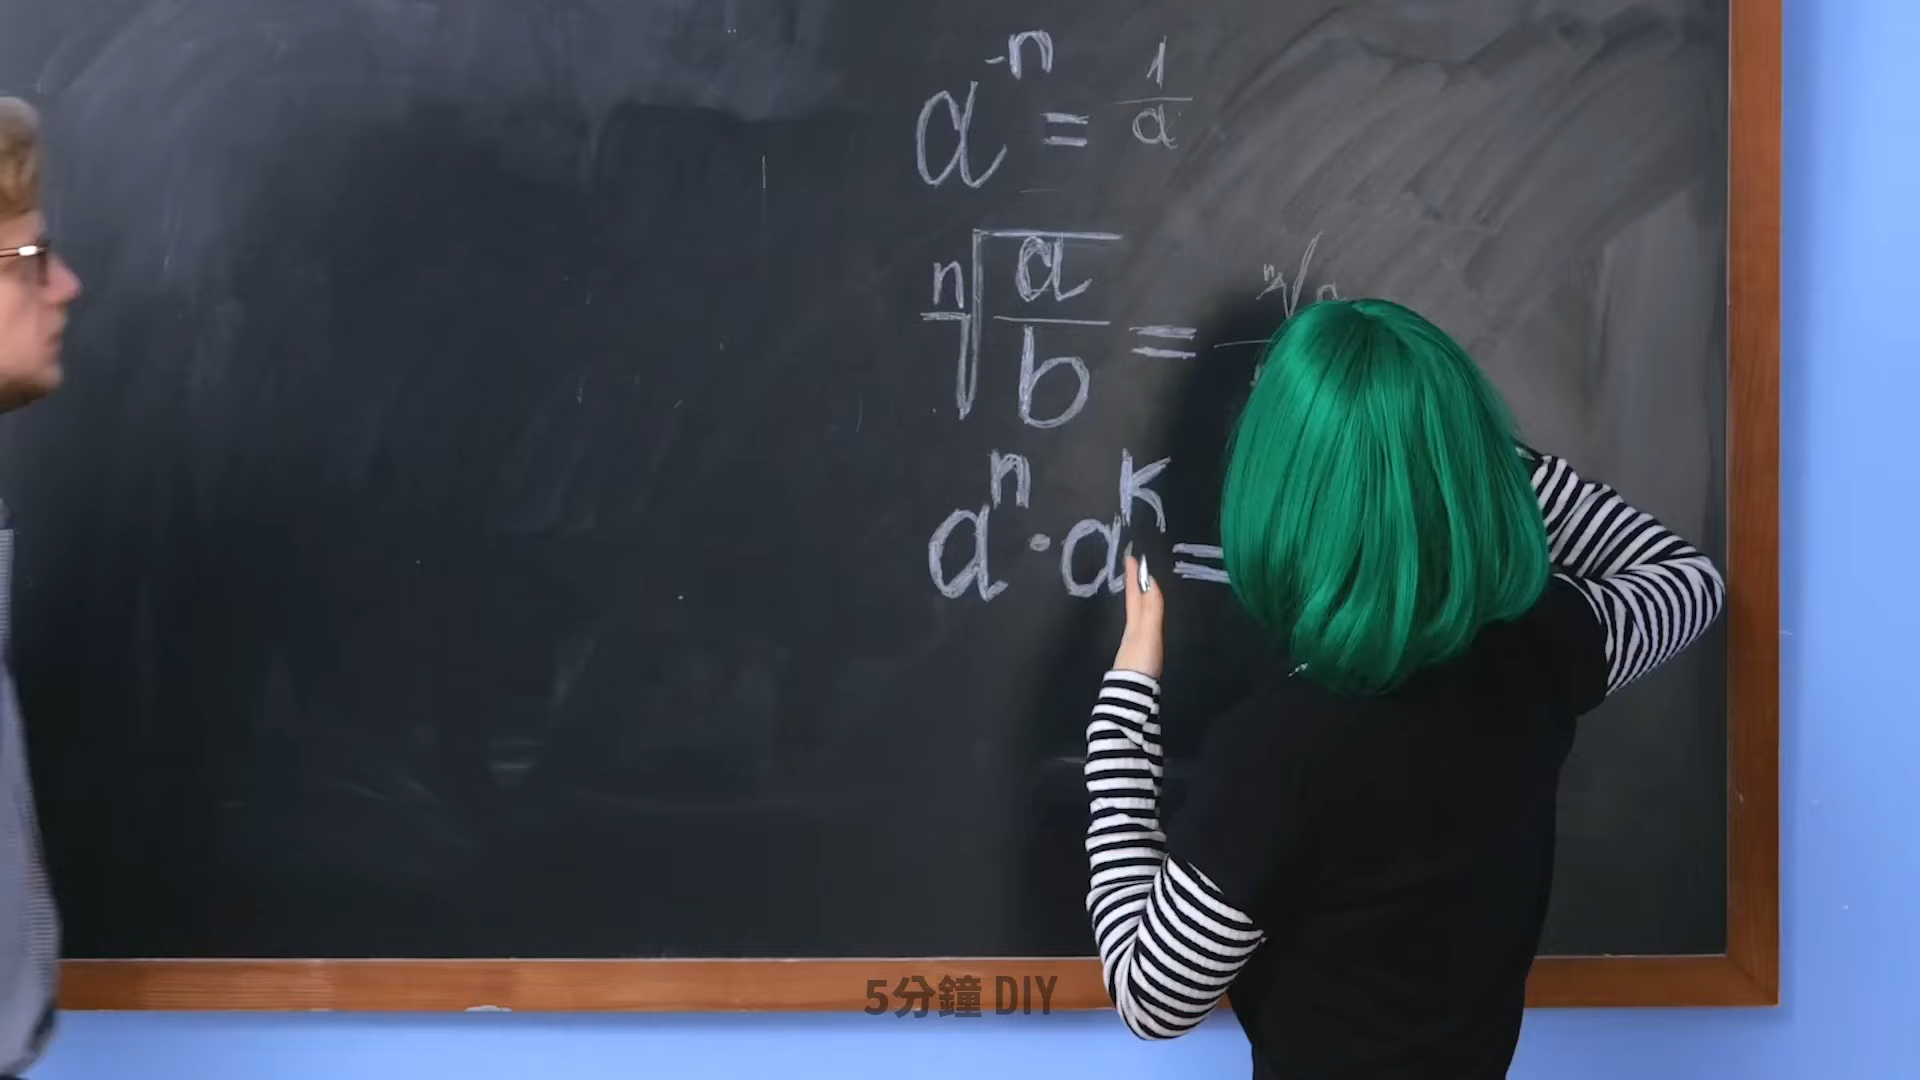 a⁻ⁿ = 1/a
ⁿ√(a/b) = ⁿ√a
aⁿ · aᵏ =
5分鐘 DIY